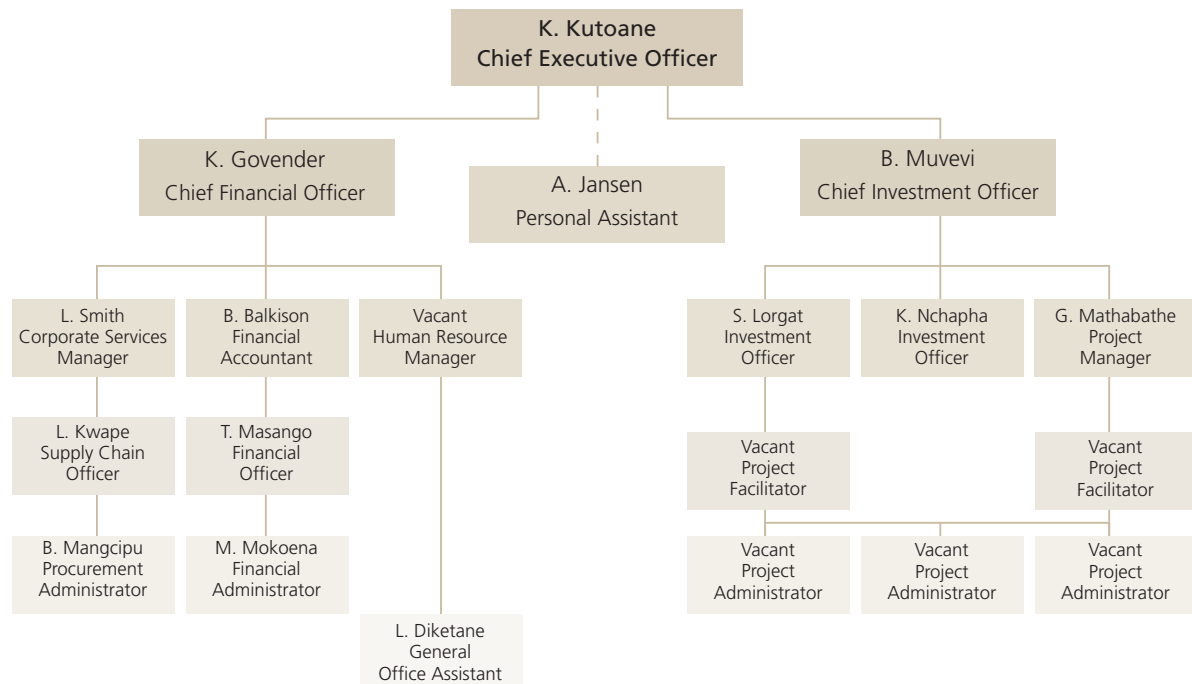 K. Kutoane
Chief Executive Officer
K. Govender
Chief Financial Officer
A. Jansen
Personal Assistant
B. Muvevi
Chief Investment Officer
L. Smith
Corporate Services
Manager
B. Balkison
Financial
Accountant
Vacant
Human Resource
Manager
S. Lorgat
Investment
Officer
K. Nchapha
Investment
Officer
G. Mathabathe
Project
Manager
L. Kwape
Supply Chain
Officer
T. Masango
Financial
Officer
Vacant
Project
Facilitator
Vacant
Project
Facilitator
B. Mangcipu
Procurement
Administrator
M. Mokoena
Financial
Administrator
Vacant
Project
Administrator
Vacant
Project
Administrator
Vacant
Project
Administrator
L. Diketane
General
Office Assistant